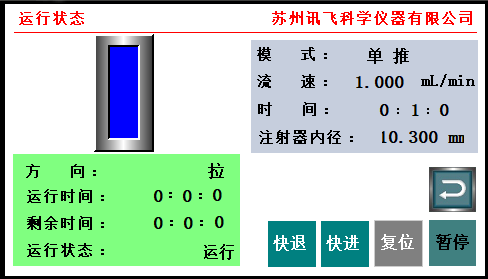 运行状态 苏州讯飞科学仪器有限公司
模 式： 单 推
流 速： 1.000 mL/min
时 间： 0：1：0
注射器内径： 10.300 mm
方 向： 拉
运行时间： 0：0：0
剩余时间： 0：0：0
运行状态： 运行
快退 快进 复位 暂停